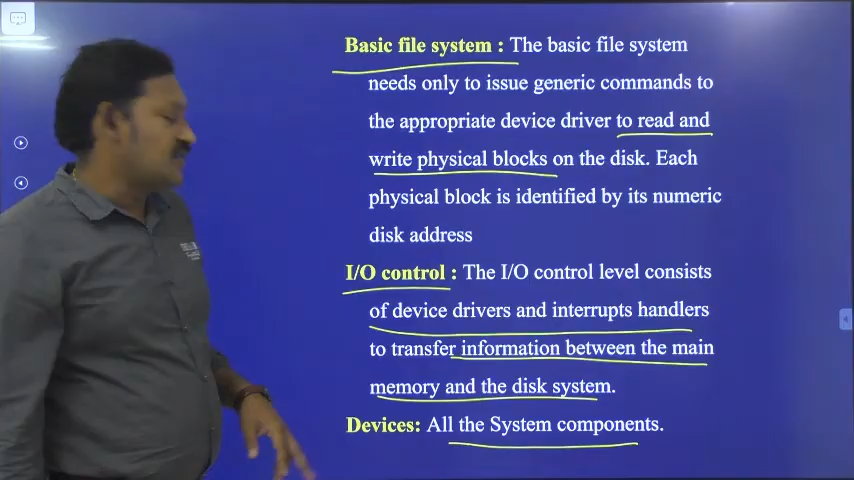 Basic file system : The basic file system
needs only to issue generic commands to
the appropriate device driver to read and
write physical blocks on the disk. Each
physical block is identified by its numeric
disk address
I/O control : The I/O control level consists
of device drivers and interrupts handlers
to transfer information between the main
memory and the disk system.
Devices: All the System components.